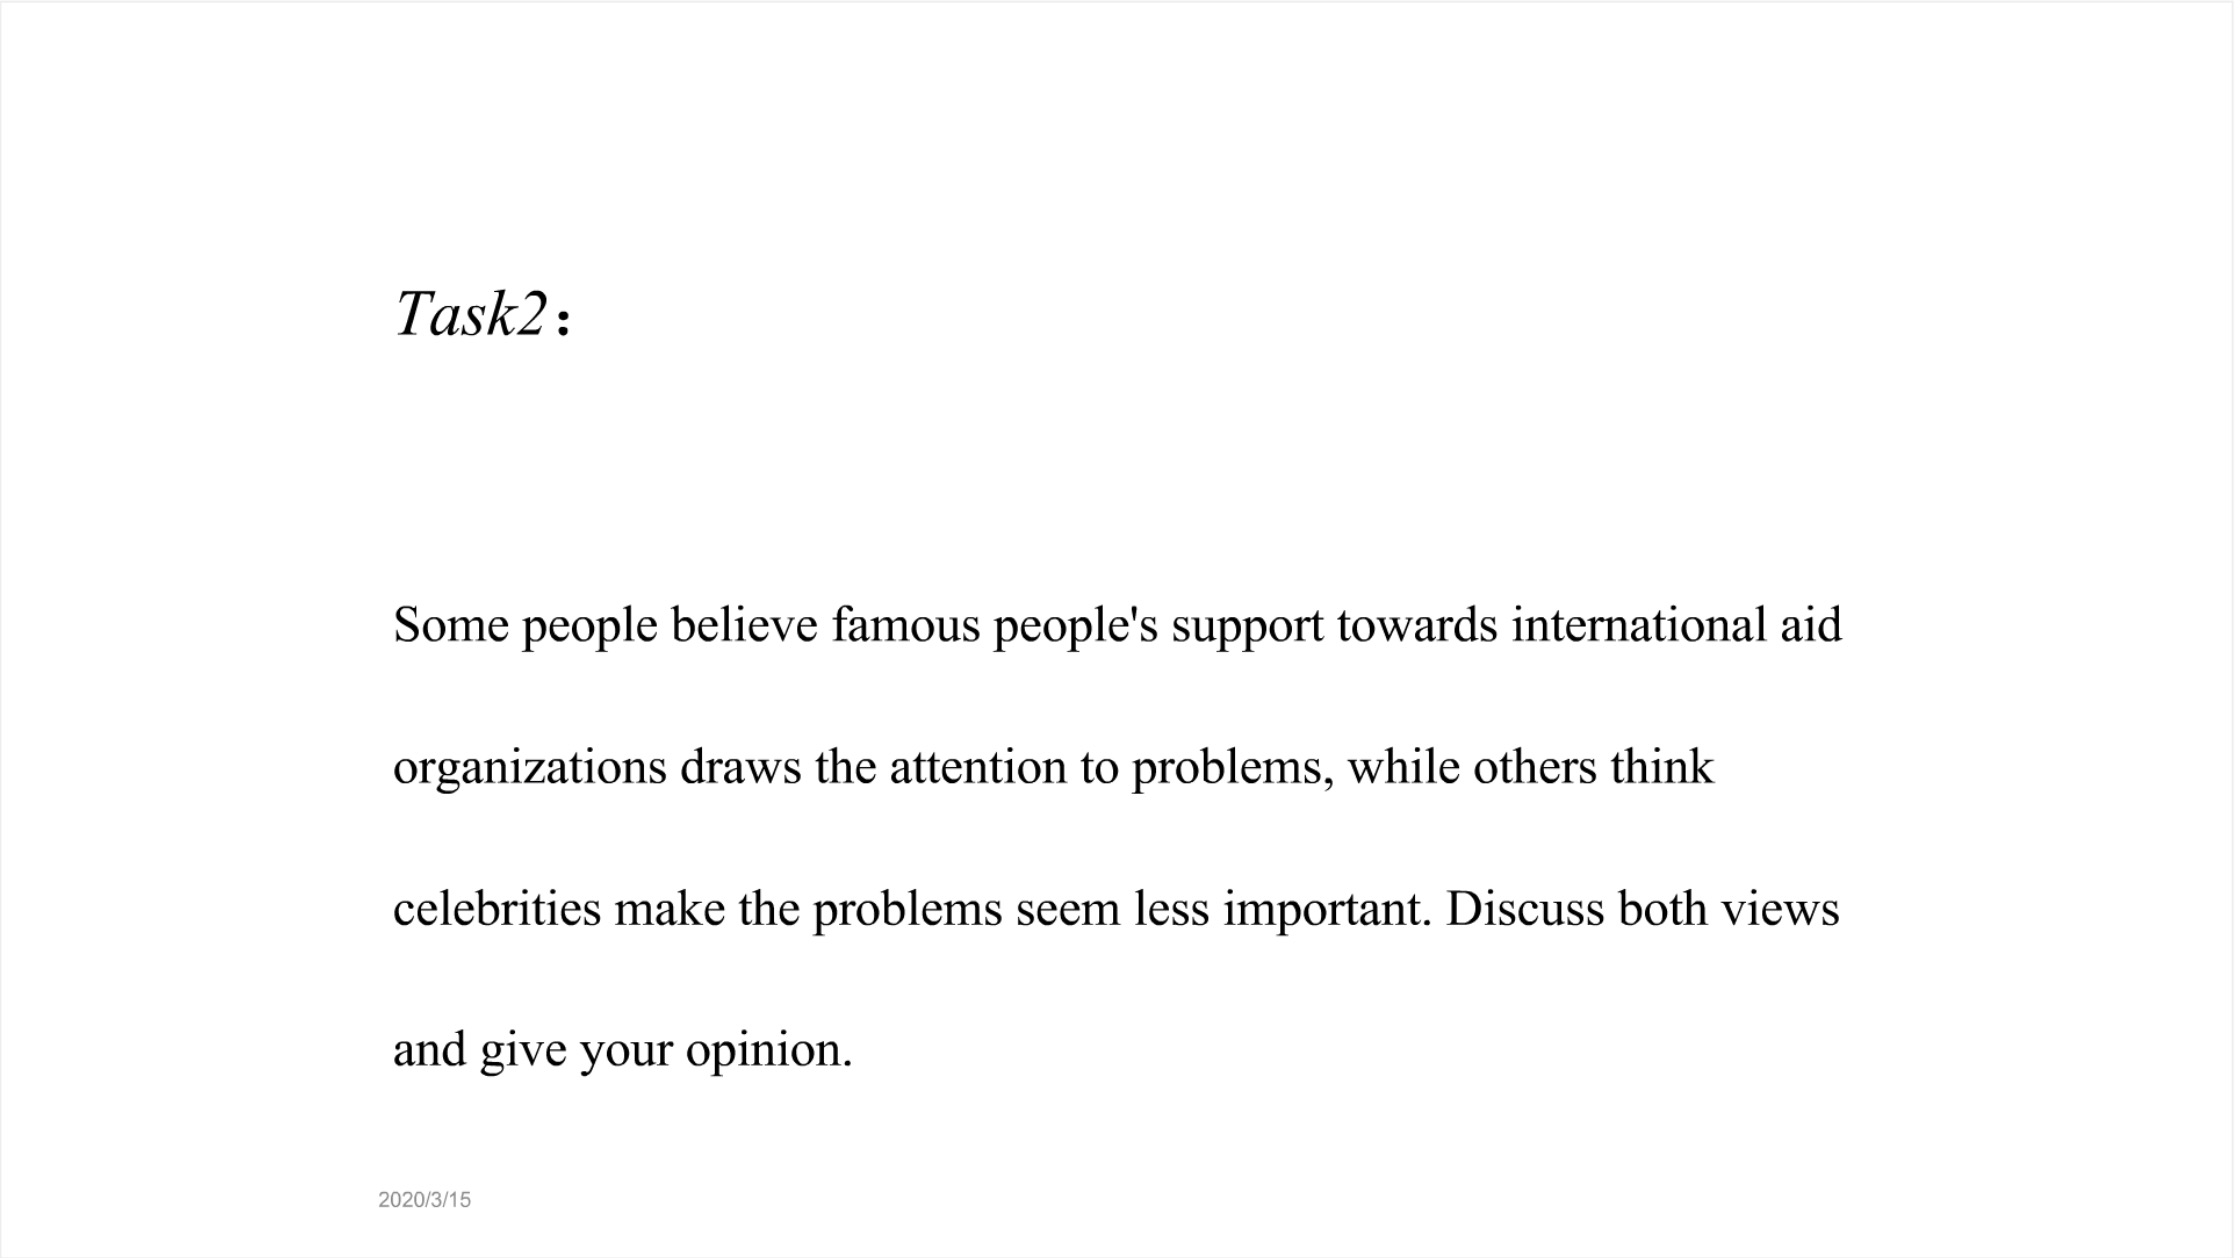 Task2：
Some people believe famous people's support towards international aid
organizations draws the attention to problems, while others think
celebrities make the problems seem less important. Discuss both views
and give your opinion.
2020/3/15